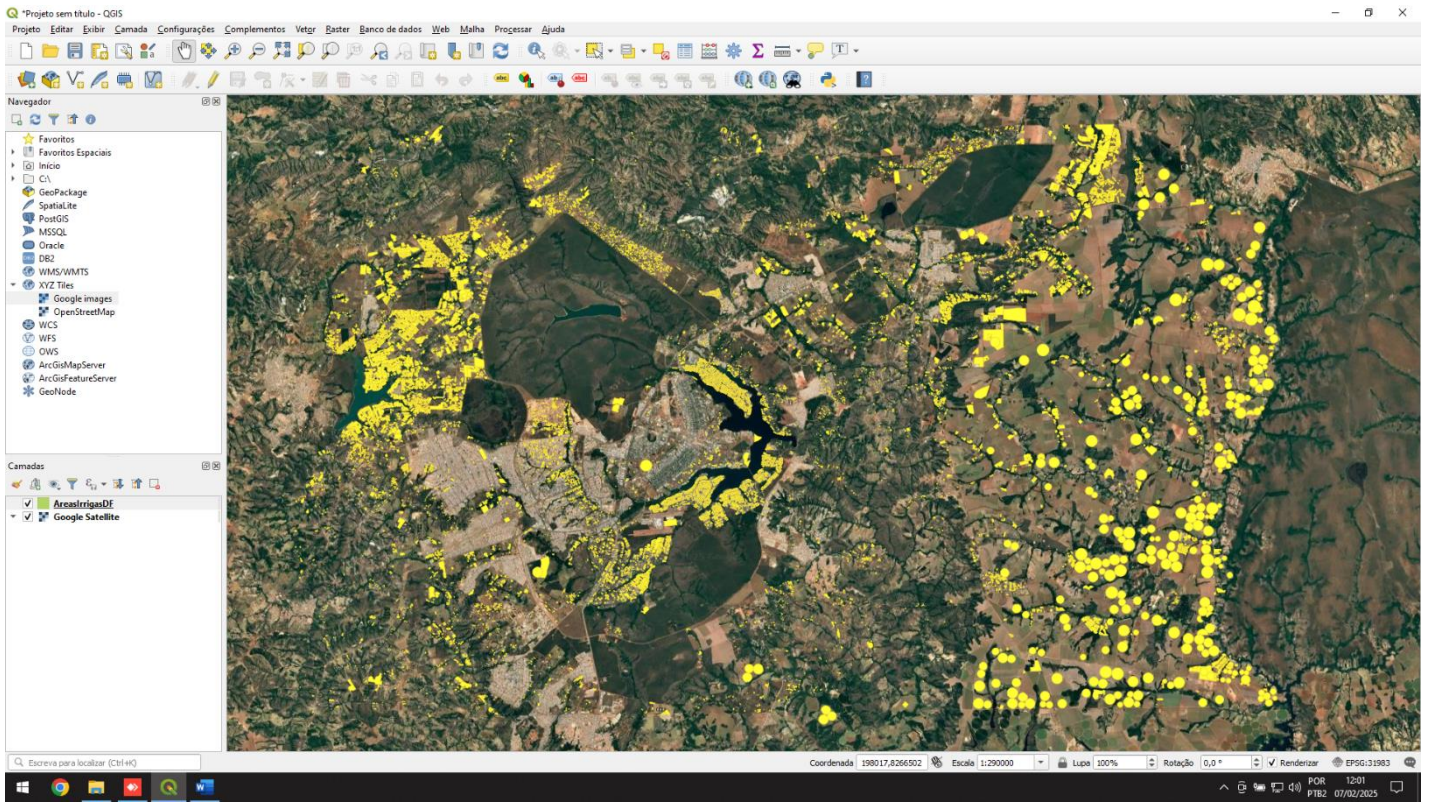 *Projeto sem título - QGIS
Projeto Editar Exibir Camada Configurações Complementos Vetor Raster Banco de dados Web Malha Processar Ajuda
Navegador
Favoritos
Favoritos Espaciais
Início
C:\
GeoPackage
SpatiaLite
PostGIS
MSSQL
Oracle
DB2
WMS/WMTS
XYZ Tiles
Google images
OpenStreetMap
WCS
WFS
OWS
ArcGisMapServer
ArcGisFeatureServer
GeoNode
Camadas
AreasIrrigasDF
Google Satellite
Escreva para localizar (Ctrl+K) Coordenada 198017,8266502 Escala 1:290000 Lupa 100% Rotação 0,0 ° Renderizar EPSG:31983
POR 12:01
PTB2 07/02/2025